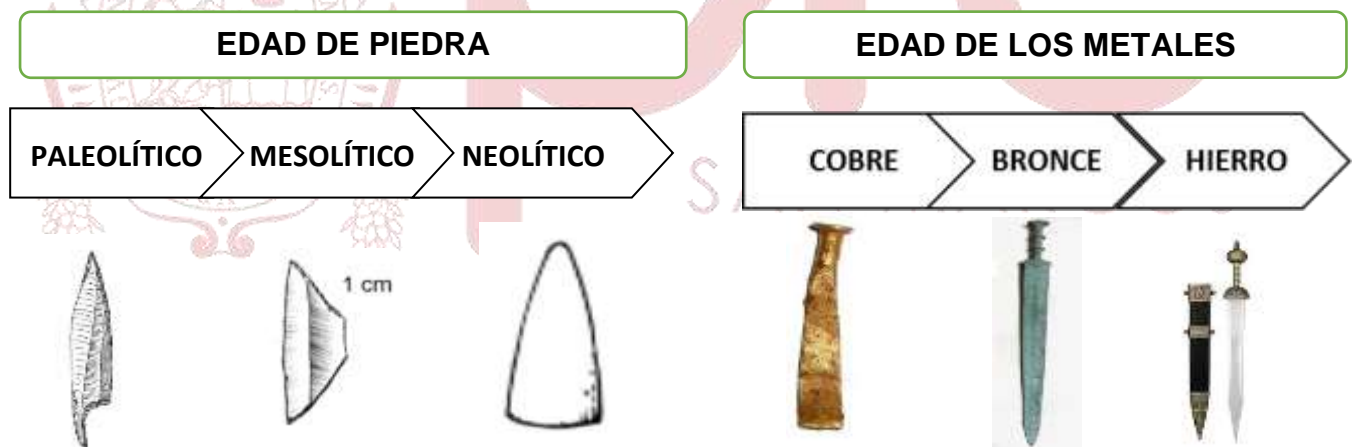 EDAD DE PIEDRA
EDAD DE LOS METALES
PALEOLÍTICO
MESOLÍTICO
NEOLÍTICO
COBRE
BRONCE
HIERRO
1 cm